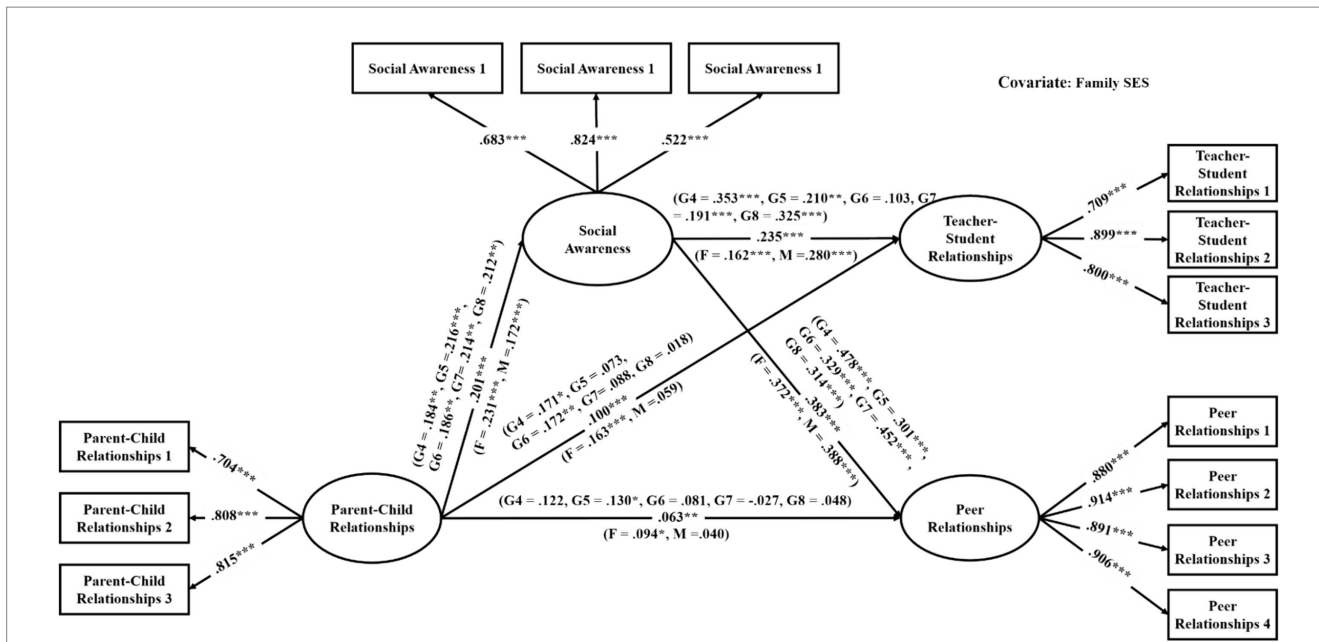 Social Awareness 1
Social Awareness 1
Social Awareness 1
Covariate: Family SES
.683***
.824***
.522***
Social
Awareness
(G4 = .353***, G5 = .210**, G6 = .103, G7
= .191***, G8 = .325***)
.235***
(F = .162***, M =.280***)
Teacher-
Student
Relationships
.709***
.899***
.800***
Teacher-
Student
Relationships 1
Teacher-
Student
Relationships 2
Teacher-
Student
Relationships 3
(G4 = .184**, G5 =.216***,
G6 = .186**, G7= .214**, G8 = .212**)
.201***
(F = .231***, M =.172***)
(G4 = .171*, G5 = .073,
G6 = .172**, G7= .088, G8 = .018)
.100***
(F = .163***, M =.059)
(G4 = .478***, G5 = .301***,
G6 = .329***, G7 = .452***,
G8 = .314***)
.383***
(F = .372***, M = .388***)
Parent-Child
Relationships 1
Parent-Child
Relationships 2
Parent-Child
Relationships 3
.704***
.808***
.815***
Parent-Child
Relationships
(G4 = .122, G5 = .130*, G6 = .081, G7 = -.027, G8 = .048)
.063**
(F = .094*, M =.040)
Peer
Relationships
.880***
.914***
.891***
.906***
Peer
Relationships 1
Peer
Relationships 2
Peer
Relationships 3
Peer
Relationships 4